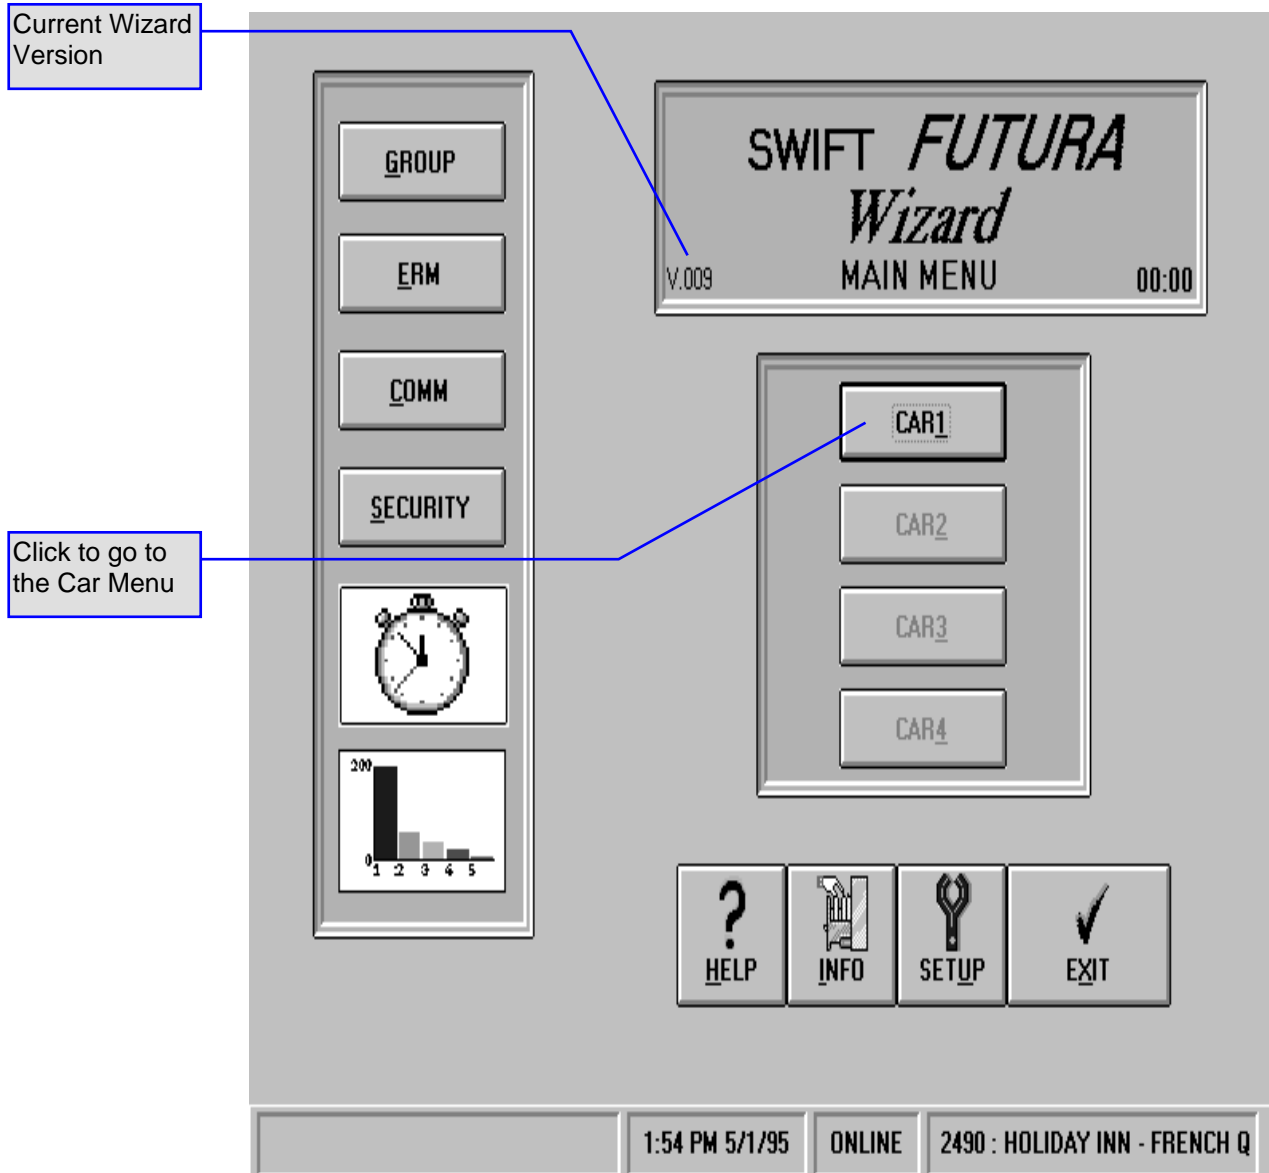 Current Wizard
Version
GROUP
ERM
COMM
SECURITY
200
0
1 2 3 4 5
SWIFT FUTURA
Wizard
V.009 MAIN MENU 00:00
CAR1
CAR2
CAR3
CAR4
Click to go to
the Car Menu
?
HELP
INFO
SETUP
EXIT
1:54 PM 5/1/95
ONLINE
2490 : HOLIDAY INN - FRENCH Q